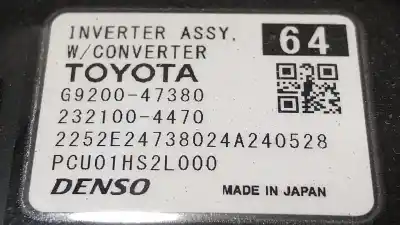 INVERTER ASSY. 64
W/CONVERTER
TOYOTA
G9200-47380
232100-4470
2252E24738024A240528
PCU01HS2L000
DENSO MADE IN JAPAN